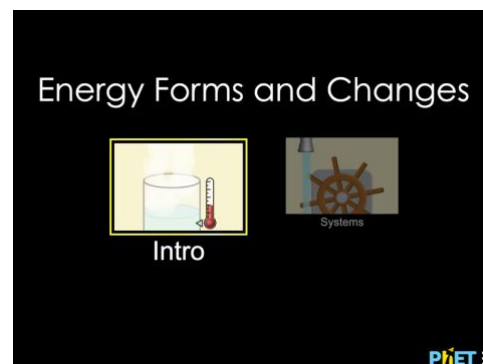 Energy Forms and Changes
Intro
Systems
PhET